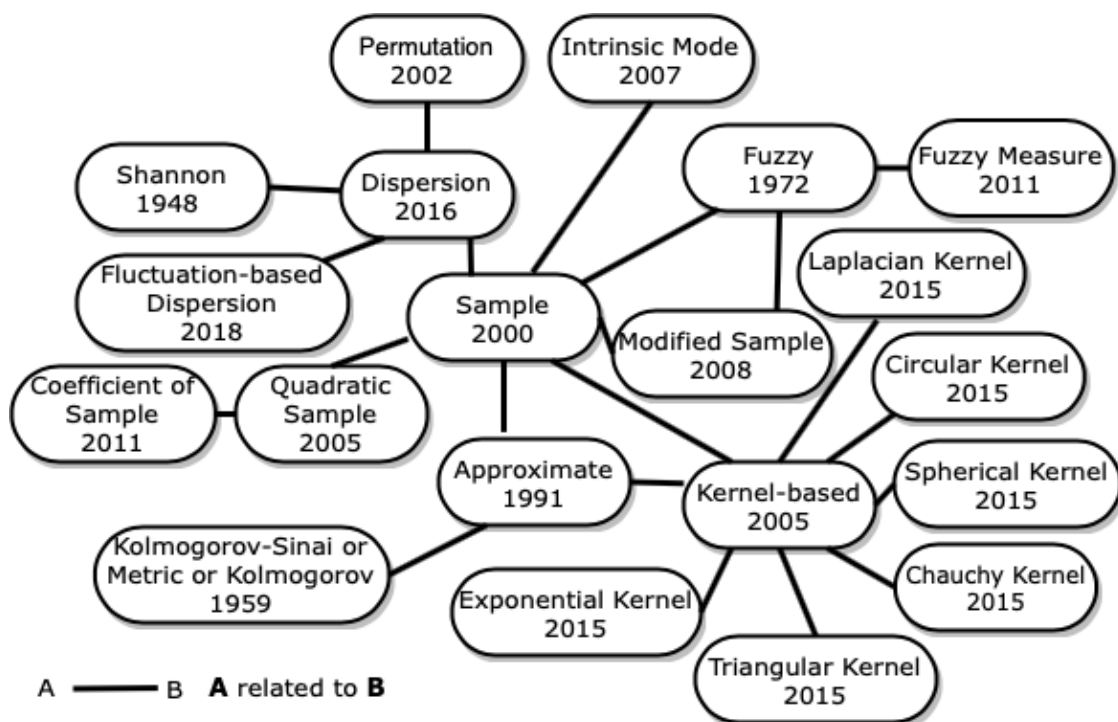 Permutation
2002
Intrinsic Mode
2007
Fuzzy
1972
Fuzzy Measure
2011
Shannon
1948
Dispersion
2016
Laplacian Kernel
2015
Fluctuation-based
Dispersion
2018
Sample
2000
Modified Sample
2008
Circular Kernel
2015
Coefficient of
Sample
2011
Quadratic
Sample
2005
Approximate
1991
Kernel-based
2005
Spherical Kernel
2015
Kolmogorov-Sinai or
Metric or Kolmogorov
1959
Exponential Kernel
2015
Chauchy Kernel
2015
Triangular Kernel
2015
A B A related to B